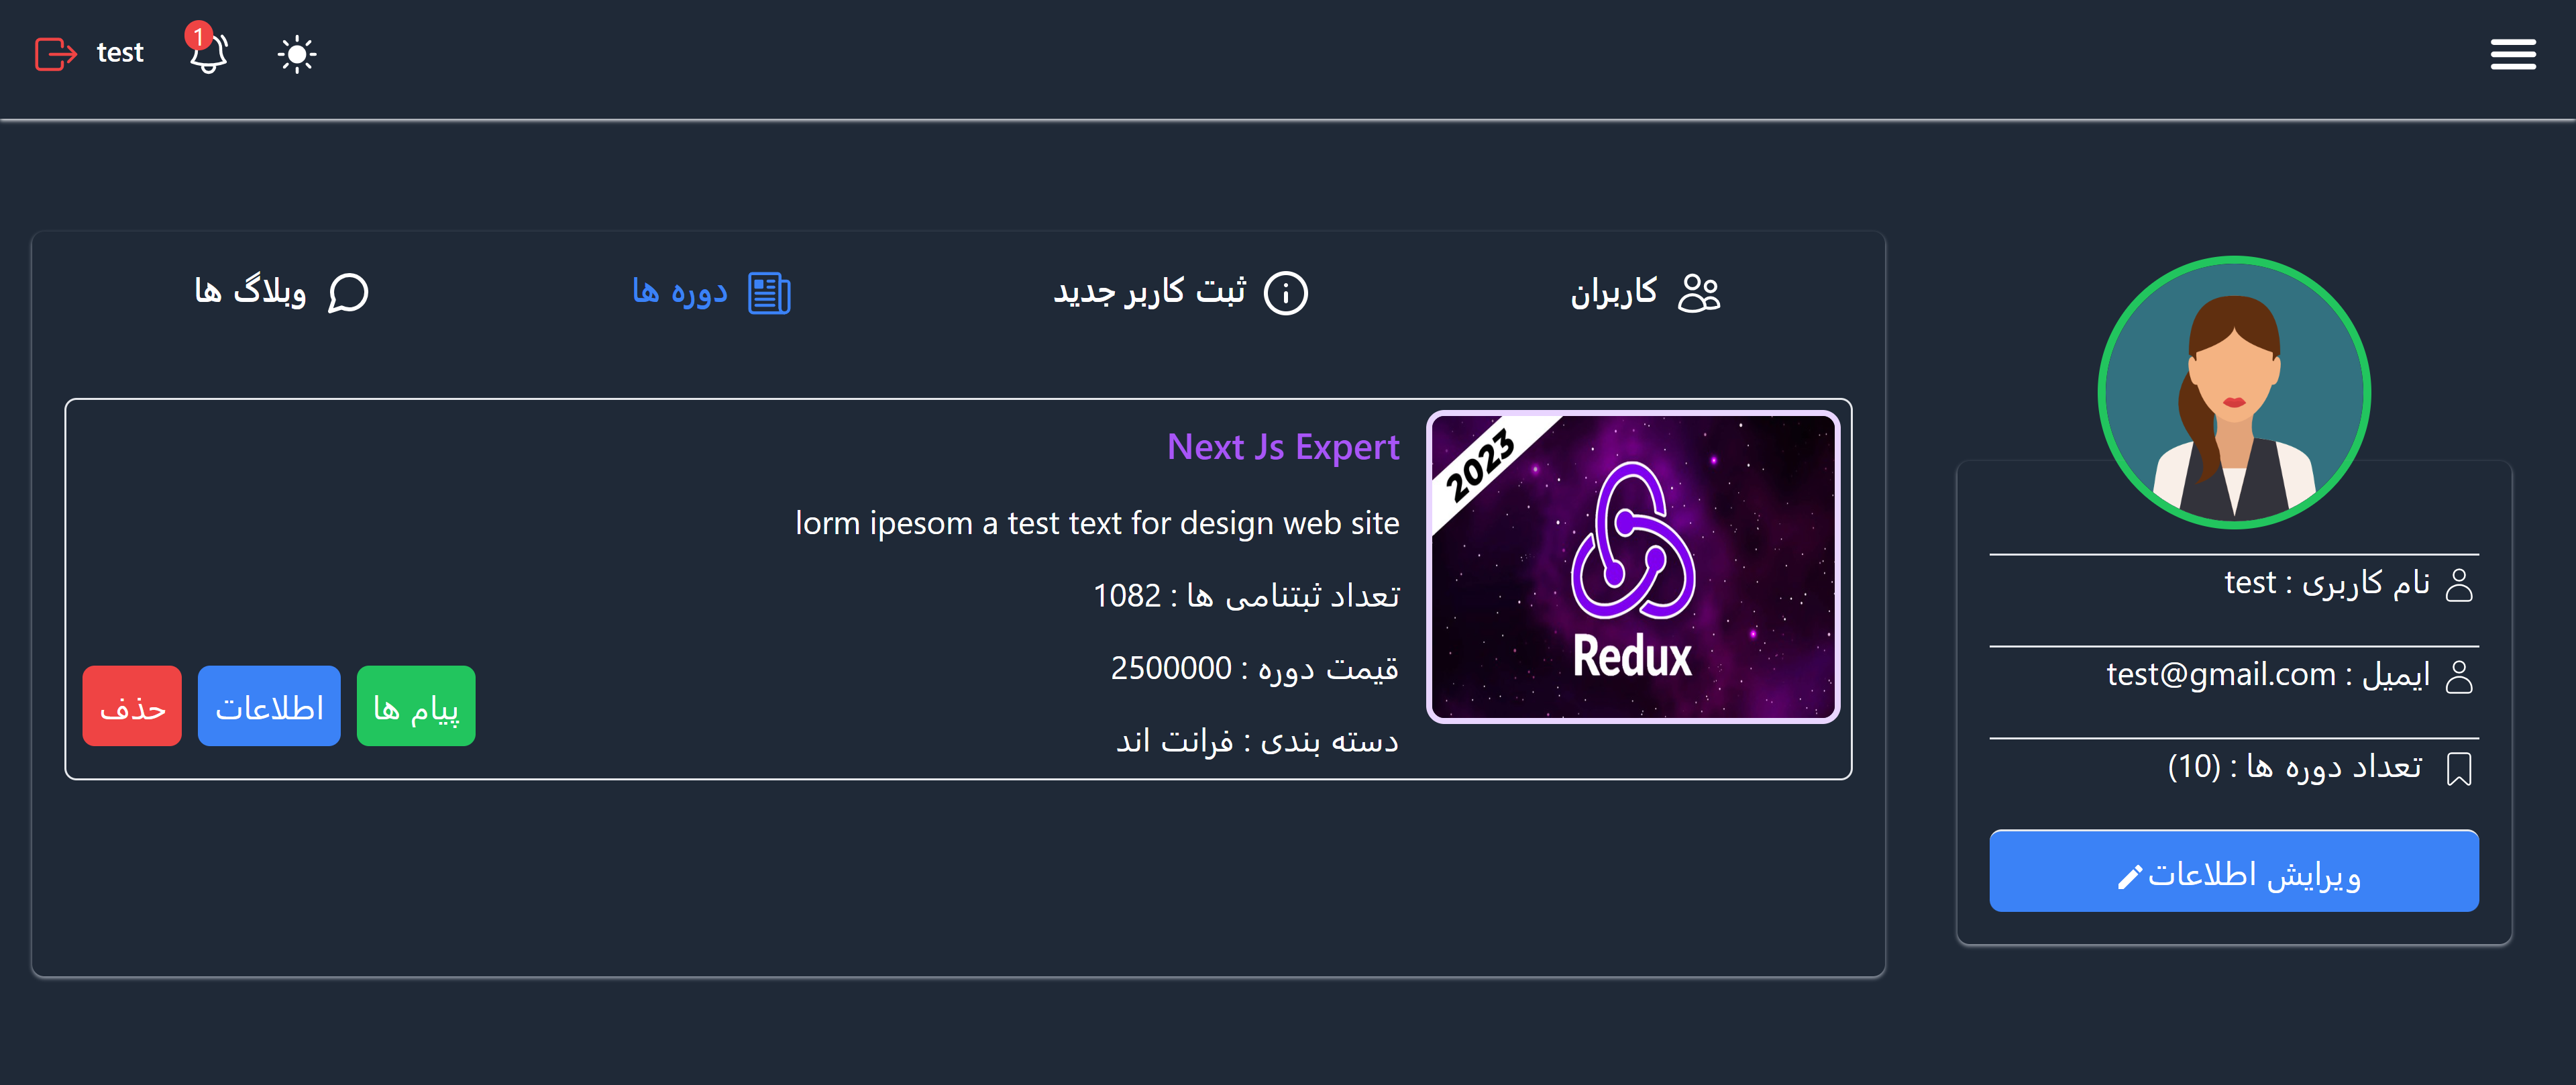 test
1
کاربران
ثبت کاربر جدید
دوره ها
وبلاگ ها
2023
Redux
Next Js Expert
lorm ipesom a test text for design web site
تعداد ثبتنامی ها : 1082
قیمت دوره : 2500000
دسته بندی : فرانت اند
پیام ها
اطلاعات
حذف
نام کاربری : test
ایمیل : test@gmail.com
تعداد دوره ها : (10)
ویرایش اطلاعات